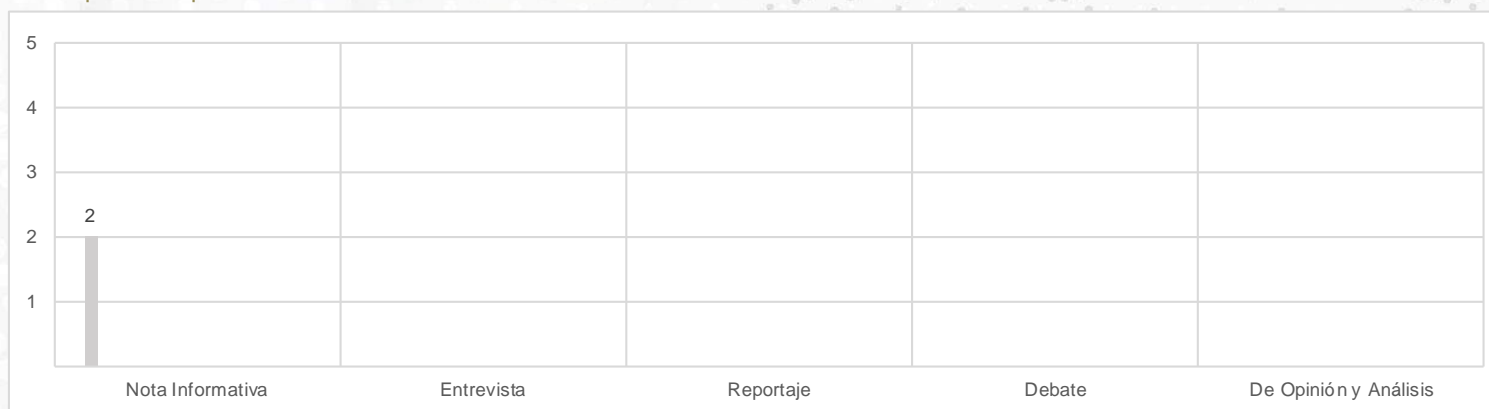 5
4
3
2
2
1
Nota Informativa
Entrevista
Reportaje
Debate
De Opinión y Análisis